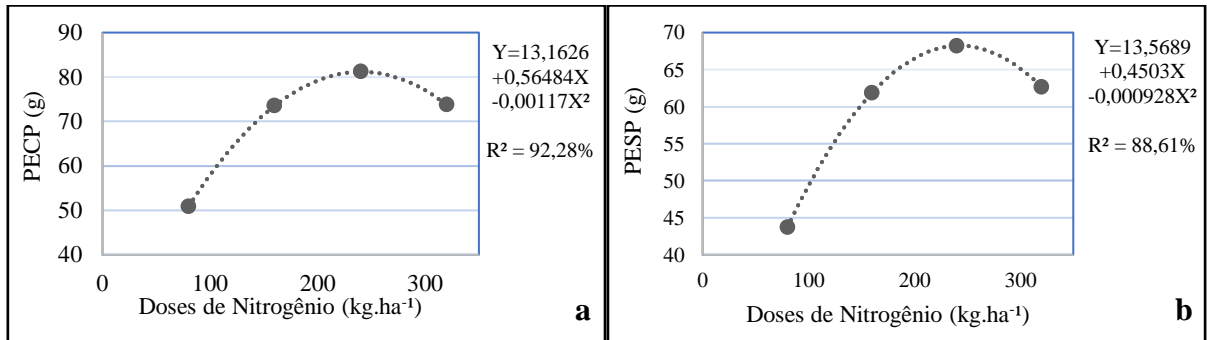 90
80
70
60
50
40
0
100
200
300
PECP (g)
Doses de Nitrogênio (kg.ha⁻¹)
Y=13,1626
+0,56484X
-0,00117X²
R² = 92,28%
a
70
65
60
55
50
45
40
0
100
200
300
PESP (g)
Doses de Nitrogênio (kg.ha⁻¹)
Y=13,5689
+0,4503X
-0,000928X²
R² = 88,61%
b